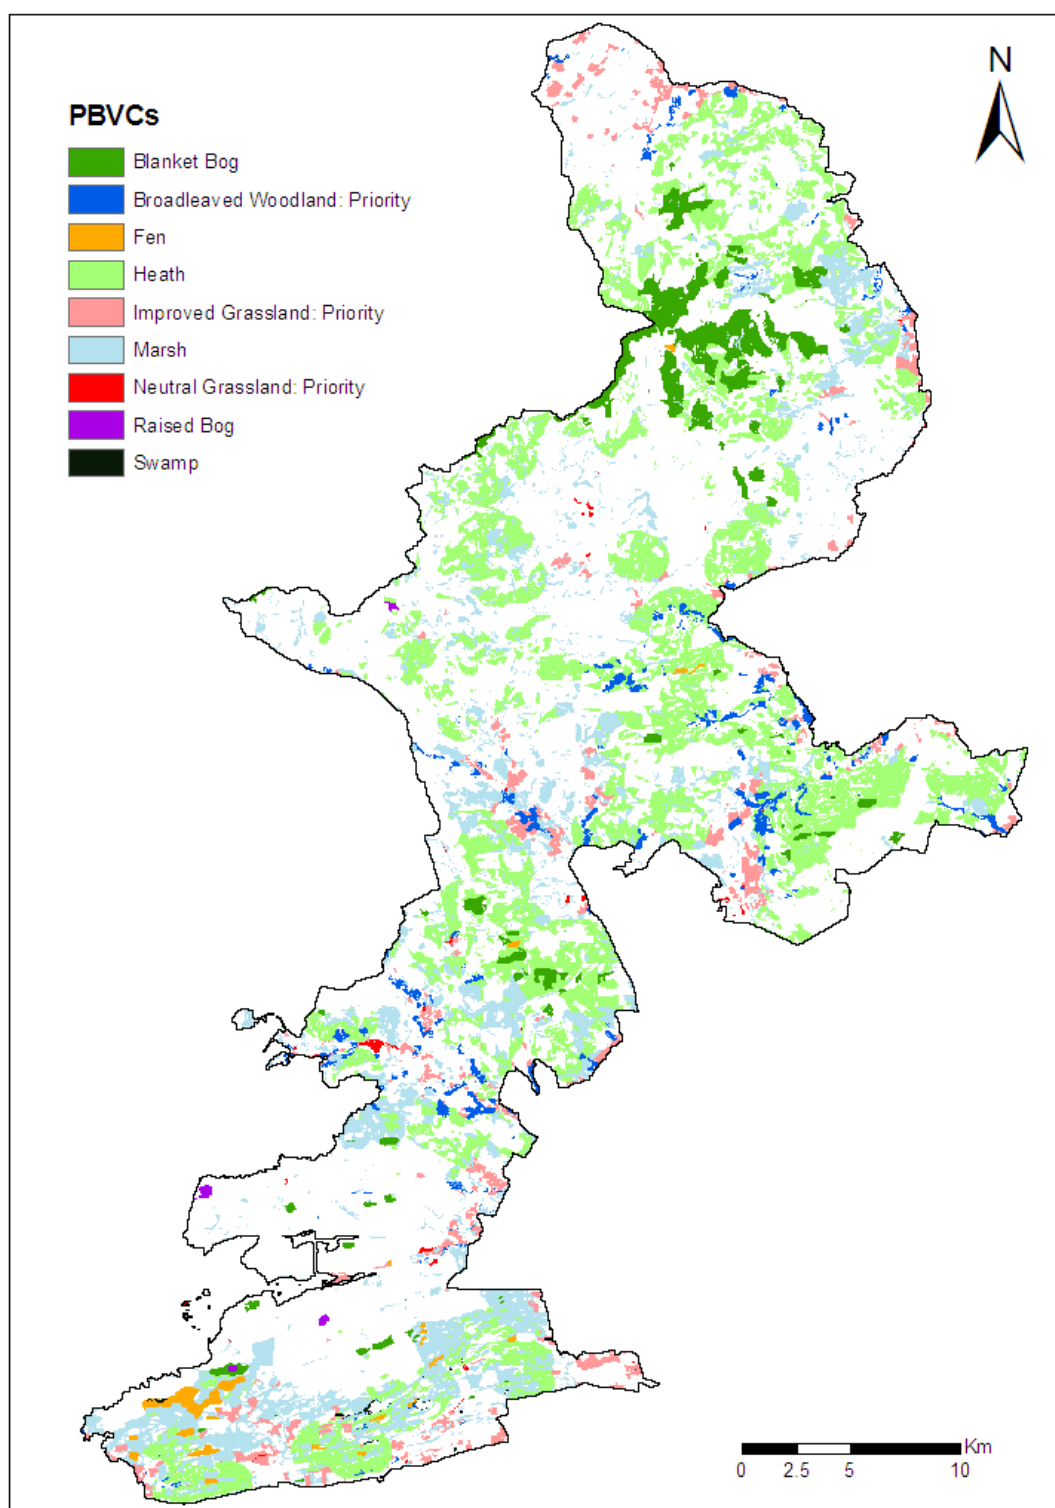 N
PBVCs
Blanket Bog
Broadleaved Woodland: Priority
Fen
Heath
Improved Grassland: Priority
Marsh
Neutral Grassland: Priority
Raised Bog
Swamp
Km
0 2.5 5 10